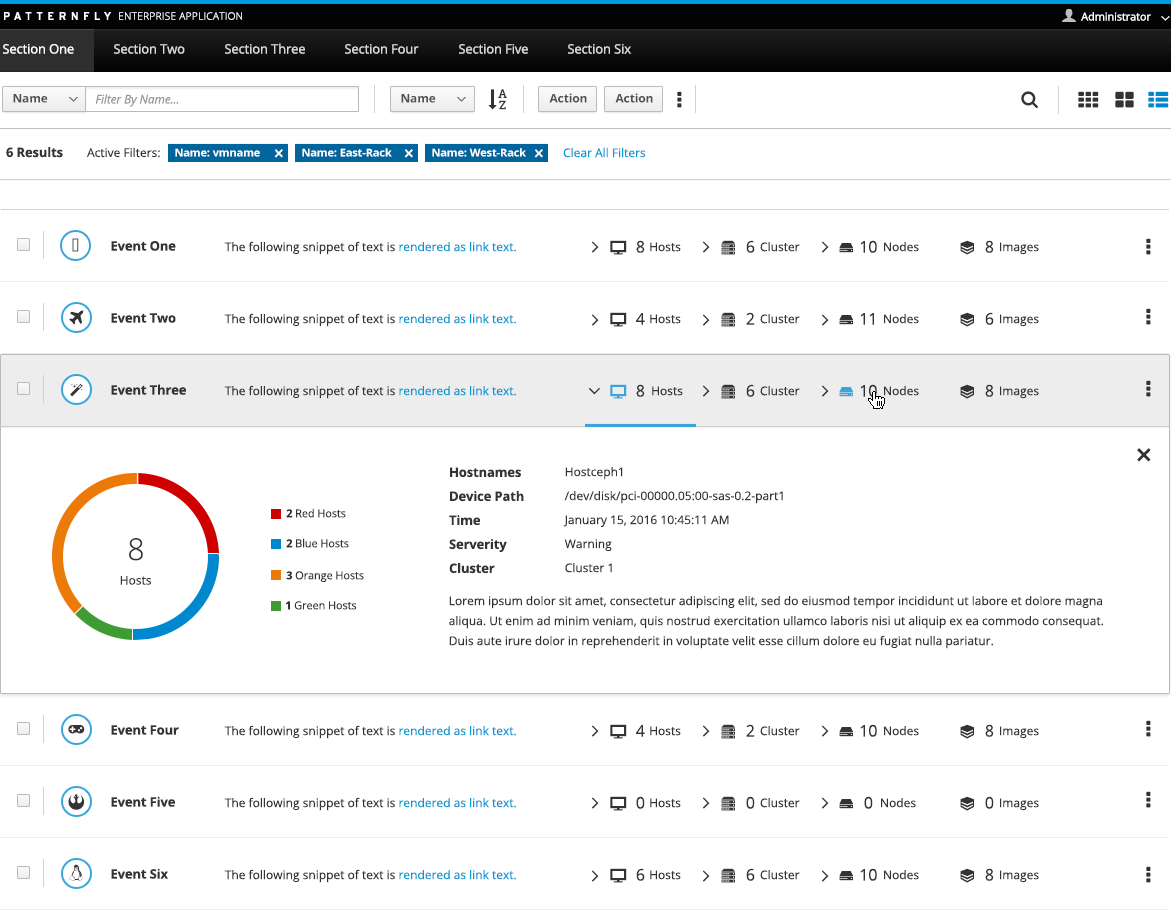 PATTERNFLY ENTERPRISE APPLICATION Administrator
Section One Section Two Section Three Section Four Section Five Section Six
Name Filter By Name... Name A Z Action Action
6 Results Active Filters: Name: vmname × Name: East-Rack × Name: West-Rack × Clear All Filters
Event One The following snippet of text is rendered as link text. 8 Hosts 6 Cluster 10 Nodes 8 Images
Event Two The following snippet of text is rendered as link text. 4 Hosts 2 Cluster 11 Nodes 6 Images
Event Three The following snippet of text is rendered as link text. 8 Hosts 6 Cluster 10 Nodes 8 Images
Hostnames Hostceph1
Device Path /dev/disk/pci-00000.05:00-sas-0.2-part1
Time January 15, 2016 10:45:11 AM
Serverity Warning
Cluster Cluster 1
8
Hosts
2 Red Hosts
2 Blue Hosts
3 Orange Hosts
1 Green Hosts
Lorem ipsum dolor sit amet, consectetur adipiscing elit, sed do eiusmod tempor incididunt ut labore et dolore magna
aliqua. Ut enim ad minim veniam, quis nostrud exercitation ullamco laboris nisi ut aliquip ex ea commodo consequat.
Duis aute irure dolor in reprehenderit in voluptate velit esse cillum dolore eu fugiat nulla pariatur.
Event Four The following snippet of text is rendered as link text. 4 Hosts 2 Cluster 10 Nodes 8 Images
Event Five The following snippet of text is rendered as link text. 0 Hosts 0 Cluster 0 Nodes 0 Images
Event Six The following snippet of text is rendered as link text. 6 Hosts 6 Cluster 10 Nodes 8 Images